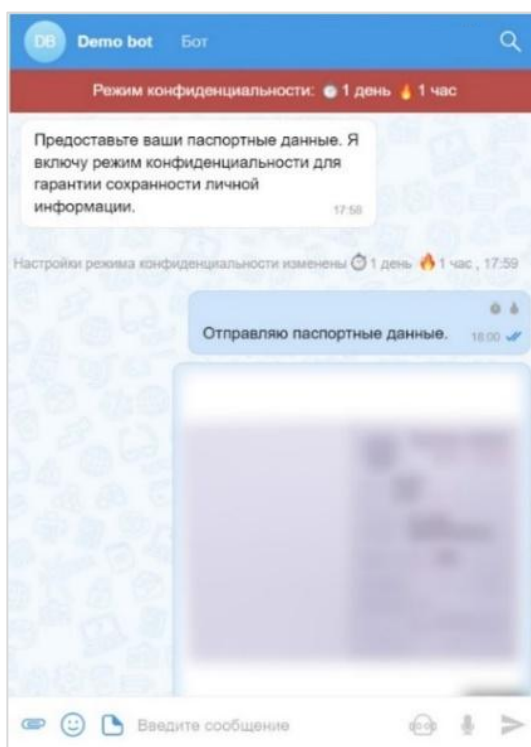 DB Demo bot Бот
Режим конфиденциальности: 1 день 1 час
Предоставьте ваши паспортные данные. Я
включу режим конфиденциальности для
гарантии сохранности личной
информации.
17:58
Настройки режима конфиденциальности изменены 1 день 1 час , 17:59
Отправляю паспортные данные.
18:00
Введите сообщение